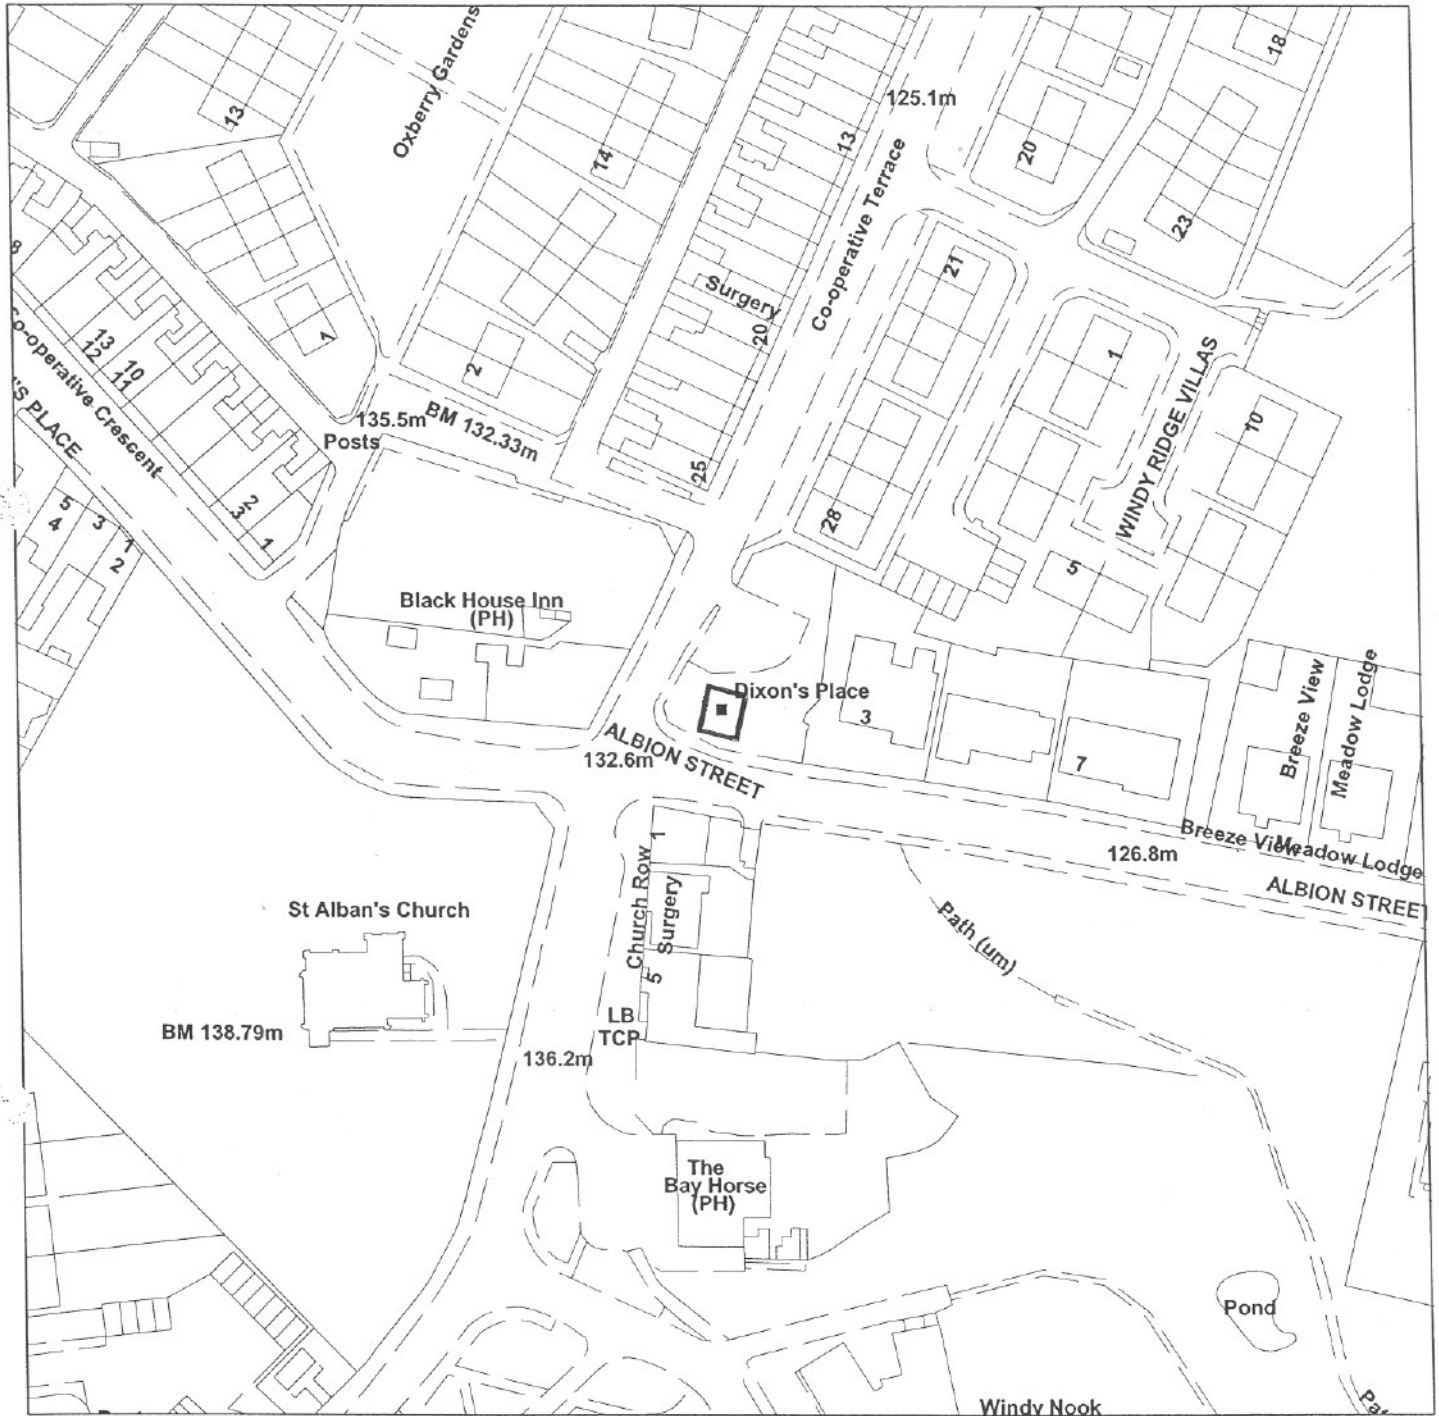 18
13
Oxberry Gardens
125.1m
14
13
20
Co-operative Terrace
23
8
21
Surgery
20
1
13
12
10
11
2
1
WINDY RIDGE VILLAS
Co-operative Crescent
'S PLACE
135.5m
BM 132.33m
Posts
10
25
5
4
3
1
2
2
3
1
28
5
Black House Inn
(PH)
Dixon's Place
3
Breeze View
Meadow Lodge
ALBION STREET
132.6m
7
1
Breeze View
Meadow Lodge
126.8m
ALBION STREET
Church Row
Surgery
St Alban's Church
Path (um)
5
LB
TCP
BM 138.79m
136.2m
The
Bay Horse
(PH)
Pond
Windy Nook